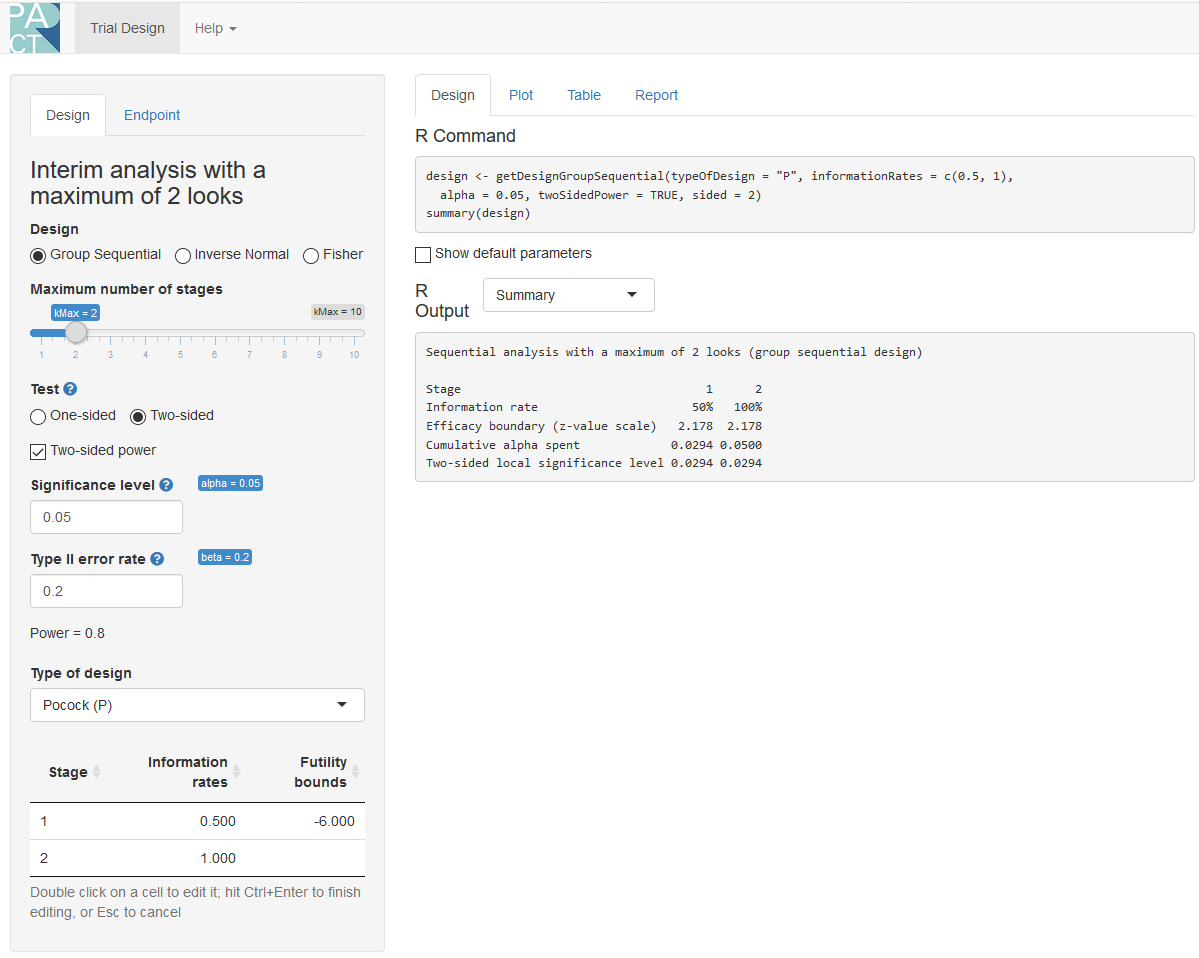 PA
CT
Trial Design Help
Design Endpoint
Interim analysis with a
maximum of 2 looks
Design
Group Sequential Inverse Normal Fisher
Maximum number of stages
kMax = 2 kMax = 10
1 2 3 4 5 6 7 8 9 10
Test ?
One-sided Two-sided
Two-sided power
Significance level ? alpha = 0.05
0.05
Type II error rate ? beta = 0.2
0.2
Power = 0.8
Type of design
Pocock (P)
Stage Information rates Futility bounds
1 0.500 -6.000
2 1.000
Double click on a cell to edit it; hit Ctrl+Enter to finish
editing, or Esc to cancel
Design Plot Table Report
R Command
design <- getDesignGroupSequential(typeOfDesign = "P", informationRates = c(0.5, 1),
alpha = 0.05, twoSidedPower = TRUE, sided = 2)
summary(design)
Show default parameters
R
Output
Summary
Sequential analysis with a maximum of 2 looks (group sequential design)
Stage 1 2
Information rate 50% 100%
Efficacy boundary (z-value scale) 2.178 2.178
Cumulative alpha spent 0.0294 0.0500
Two-sided local significance level 0.0294 0.0294